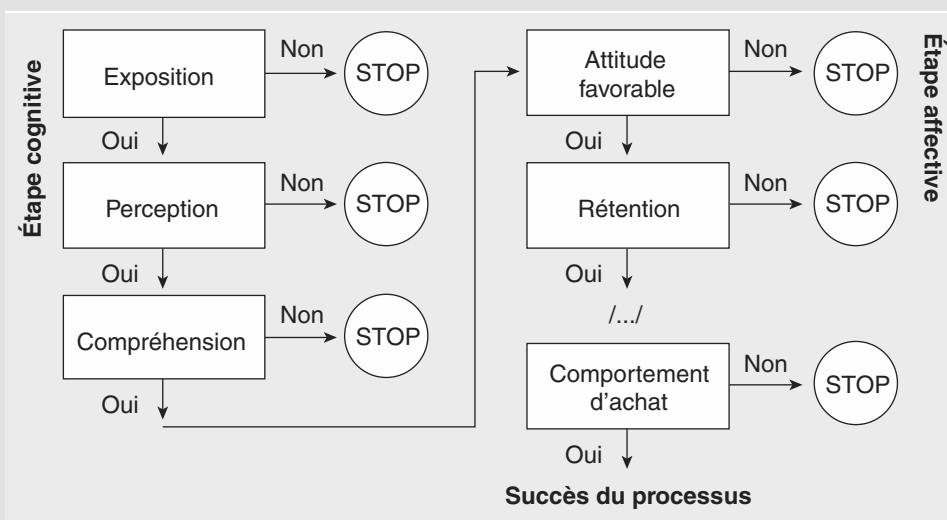 Étape cognitive
Exposition
Non
STOP
Oui
Perception
Non
STOP
Oui
Compréhension
Non
STOP
Oui
Étape affective
Attitude
favorable
Non
STOP
Oui
Rétention
Non
STOP
Oui
/.../
Comportement
d'achat
Non
STOP
Oui
Succès du processus